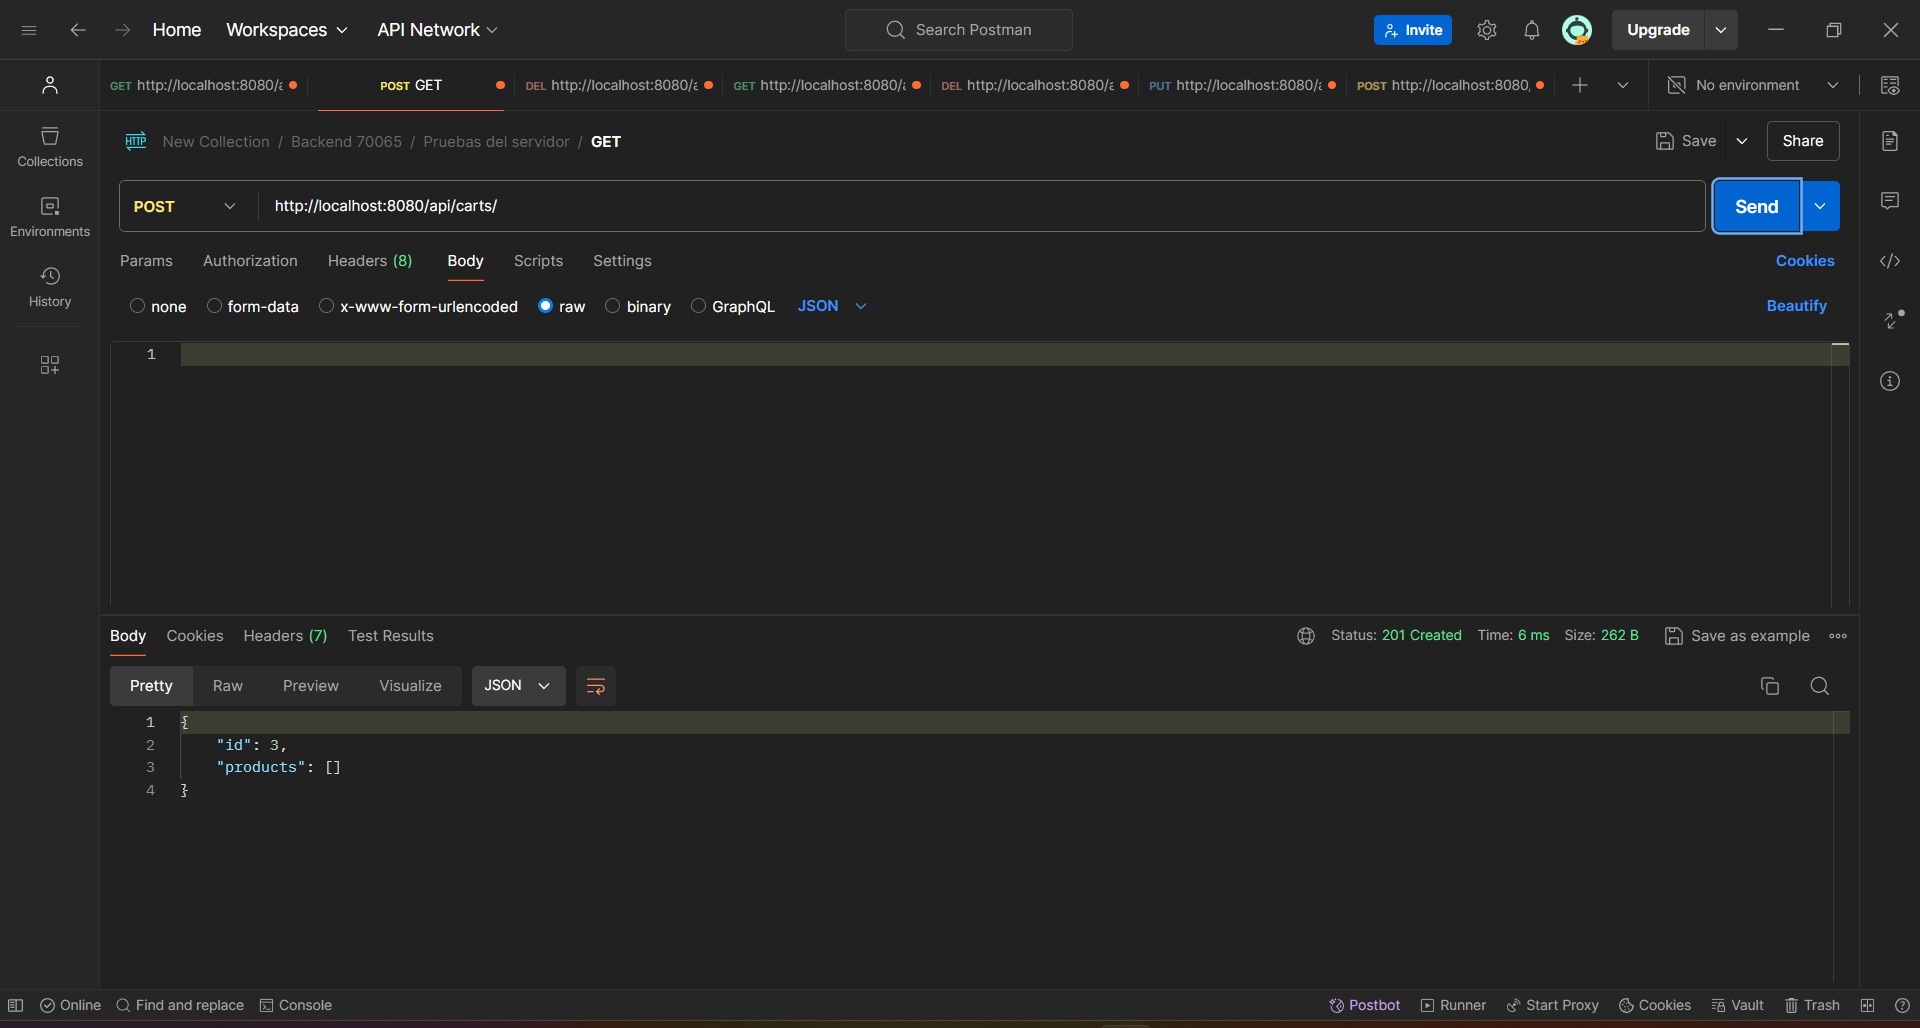 Home Workspaces API Network Search Postman Invite Upgrade
GET http://localhost:8080/a POST GET DEL http://localhost:8080/a GET http://localhost:8080/a DEL http://localhost:8080/a PUT http://localhost:8080/a POST http://localhost:8080, No environment
HTTP New Collection / Backend 70065 / Pruebas del servidor / GET Save Share
Collections
POST http://localhost:8080/api/carts/ Send
Environments
Params Authorization Headers (8) Body Scripts Settings Cookies
History
none form-data x-www-form-urlencoded raw binary GraphQL JSON Beautify
1
Body Cookies Headers (7) Test Results Status: 201 Created Time: 6 ms Size: 262 B Save as example
Pretty Raw Preview Visualize JSON
1 {
2 "id": 3,
3 "products": []
4 }
Online Find and replace Console Postbot Runner Start Proxy Cookies Vault Trash